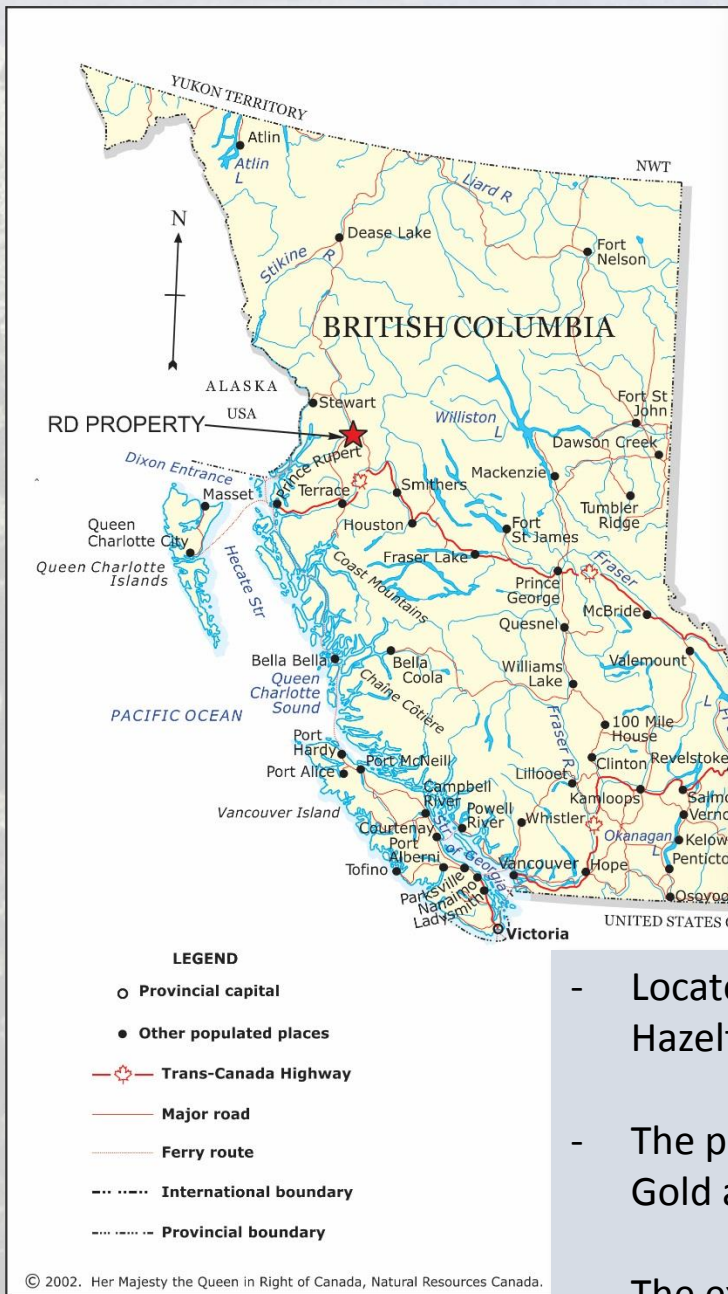 YUKON TERRITORY
Atlin
Atlin
L
NWT
Liard R
N
Dease Lake
Stikine
R
Fort
Nelson
BRITISH COLUMBIA
ALASKA
USA
Stewart
RD PROPERTY
Williston
L
Fort St
John
Dawson Creek
Dixon Entrance
Prince Rupert
Masset
Terrace
Smithers
Mackenzie
Tumbler
Ridge
Queen
Charlotte City
Houston
Fort
St James
Queen Charlotte
Islands
Hecate Str
Coast Mountains
Fraser Lake
Prince
George
Fraser
McBride
Quesnel
Bella Bella
Bella
Coola
Williams
Lake
Valemount
Queen
Charlotte
Sound
Chaîne Côtière
L
PACIFIC OCEAN
Fraser R
100 Mile
House
Port
Hardy
Port McNeill
Clinton
Revelstoke
Port Alice
Lillooet
Kamloops
Campbell
River
Powell
River
Vancouver Island
Whistler
Courtenay
Okanagan
L
Port
Alberni
Str. of Georgia
Tofino
Vancouver
Hope
Parksville
Nanaimo
Ladysmith
Victoria
UNITED STATES
LEGEND
Provincial capital
Other populated places
Trans-Canada Highway
Major road
Ferry route
International boundary
Provincial boundary
© 2002. Her Majesty the Queen in Right of Canada, Natural Resources Canada.
-
-
The
Gold
The